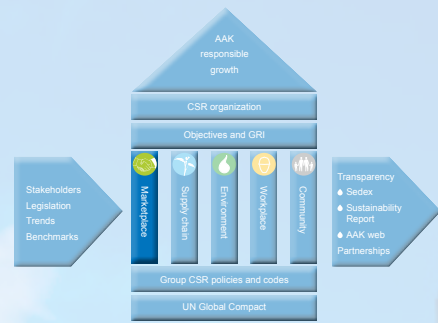 AAK
responsible
growth
CSR organization
Objectives and GRI
Stakeholders
Legislation
Trends
Benchmarks
Marketplace
Supply chain
Environment
Workplace
Community
Transparency
Sedex
Sustainability
Report
AAK web
Partnerships
Group CSR policies and codes
UN Global Compact